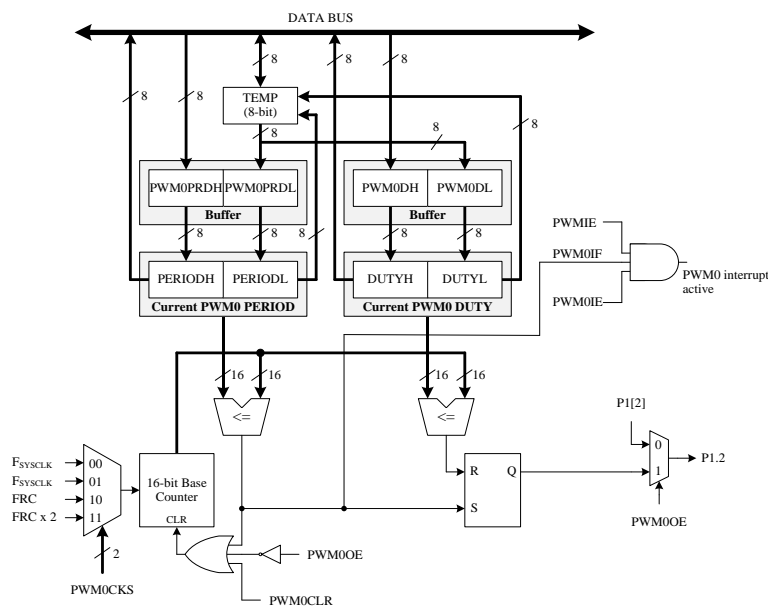 DATA BUS
8 8 8 8 8
TEMP
(8-bit)
8
8 8
PWM0PRDH PWM0PRDL PWM0DH PWM0DL
Buffer Buffer
8 8 8 8 8
PERIODH PERIODL DUTYH DUTYL
Current PWM0 PERIOD Current PWM0 DUTY
PWMIE
PWM0IF
PWM0IE
PWM0 interrupt
active
16 16 16 16
<= <=
P1[2]
0
1
P1.2
PWM0OE
R Q
S
FSYSCLK 00
FSYSCLK 01
FRC 10
FRC x 2 11
2
PWM0CKS
16-bit Base
Counter
CLR
PWM0OE
PWM0CLR